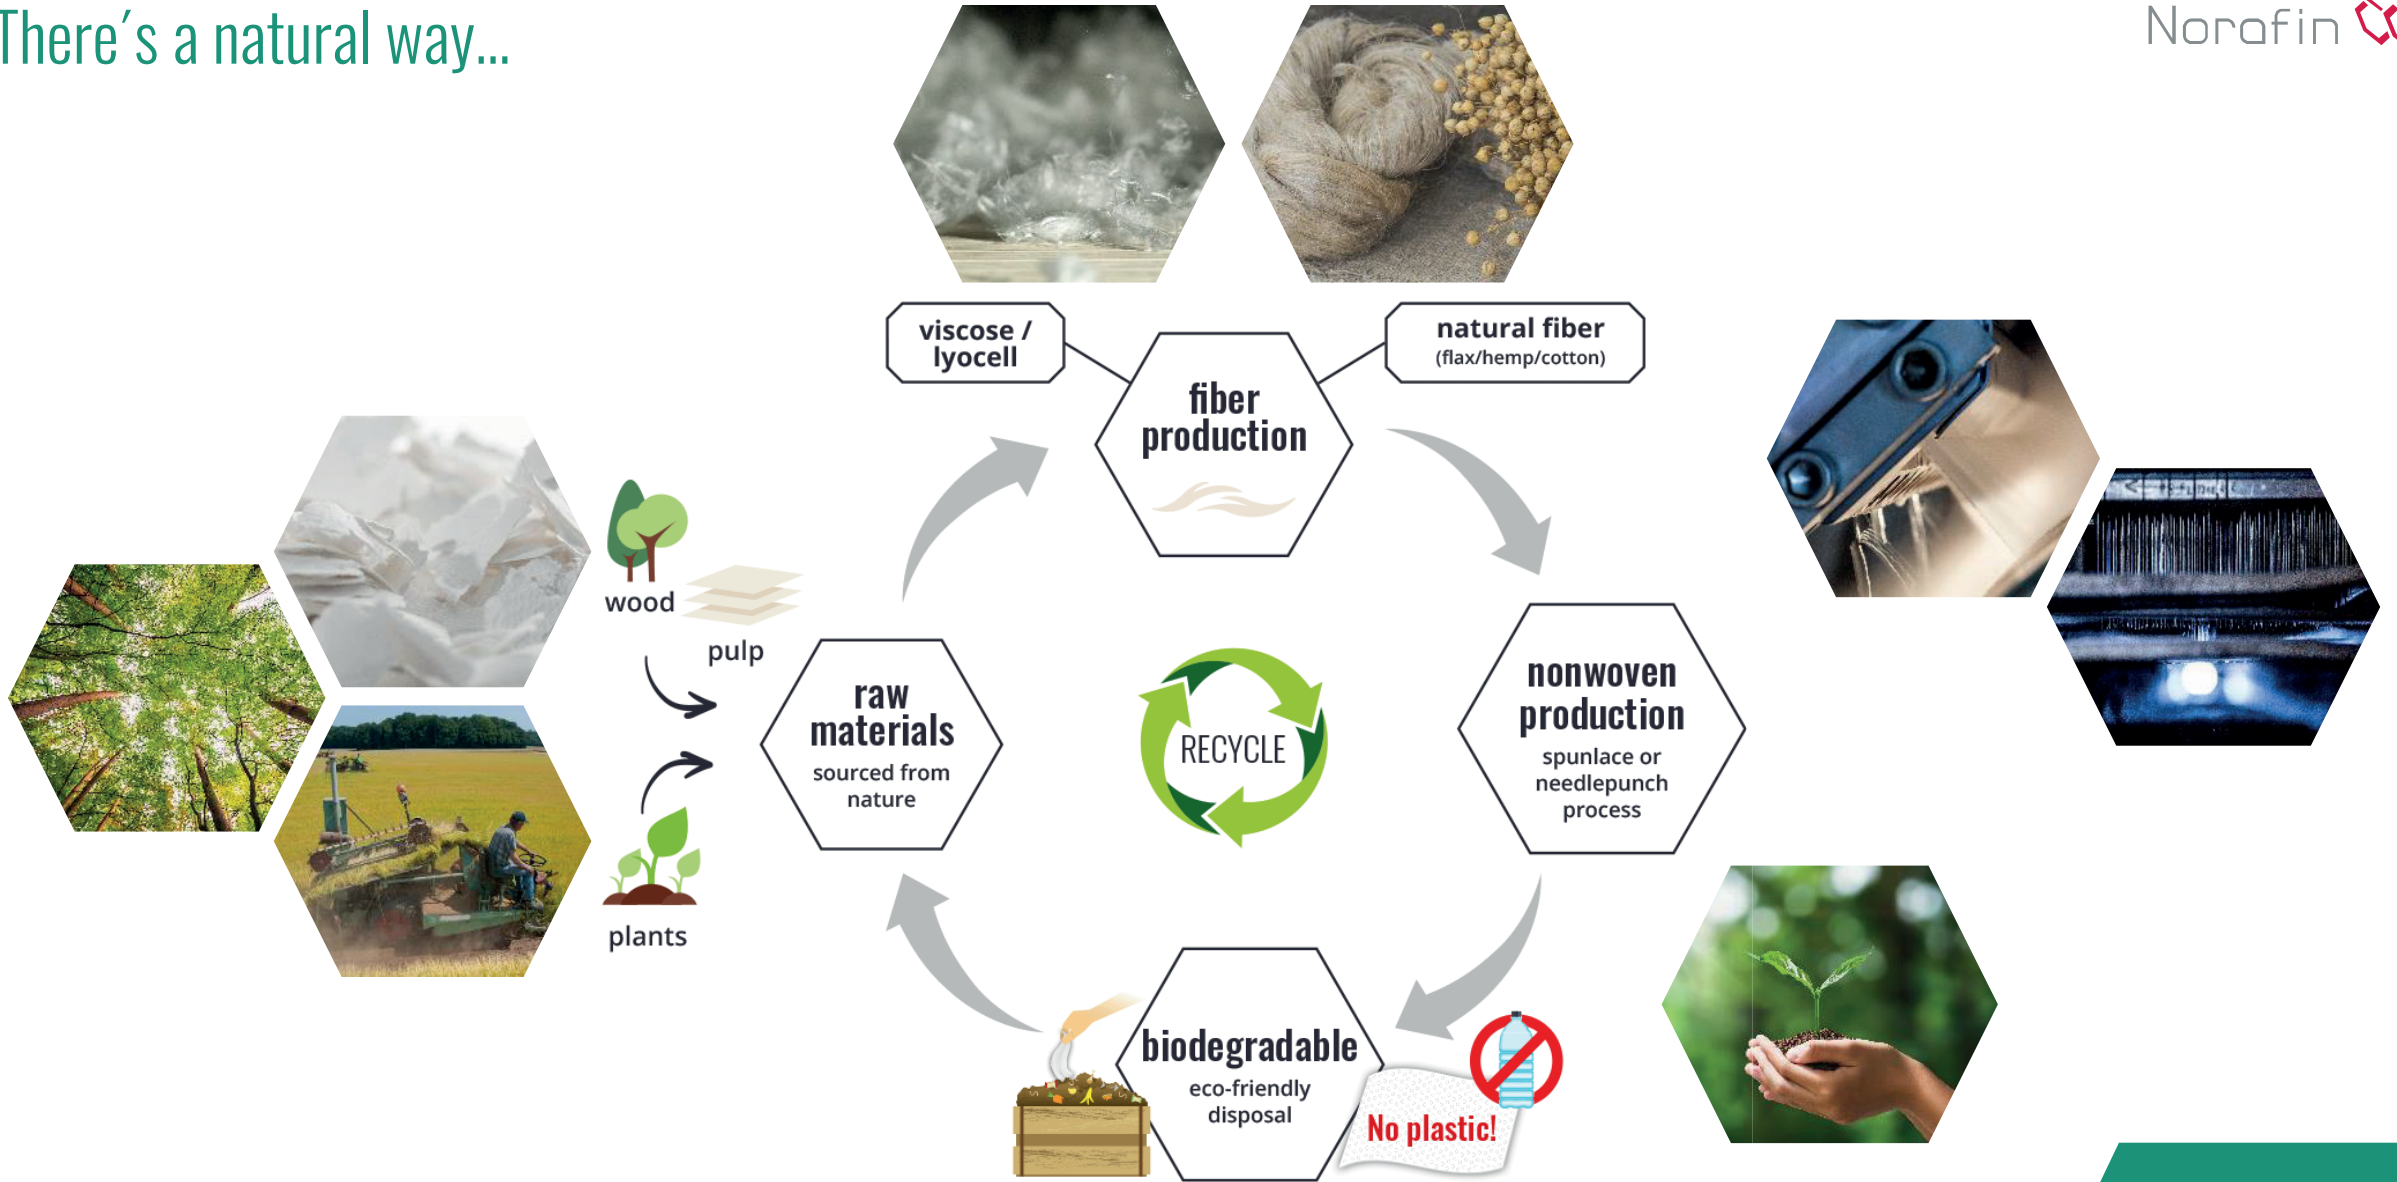 There´s a natural way...
Norafin
viscose /
lyocell
natural fiber
(flax/hemp/cotton)
fiber
production
wood
pulp
raw
materials
sourced from
nature
RECYCLE
nonwoven
production
spunlace or
needlepunch
process
plants
biodegradable
eco-friendly
disposal
No plastic!